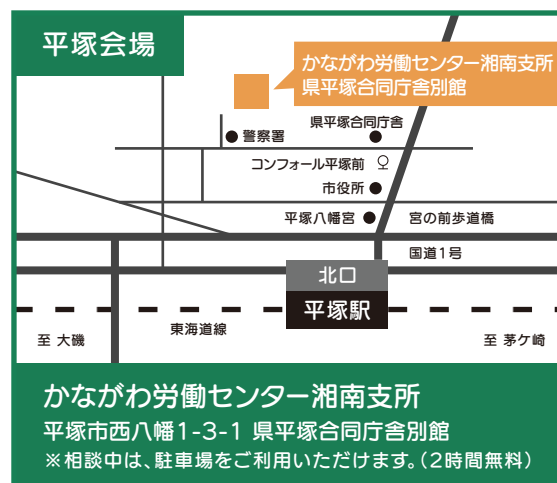 平塚会場
かながわ労働センター湘南支所
県平塚合同庁舎別館
県平塚合同庁舎
警察署
コンフォール平塚前
市役所
平塚八幡宮
宮の前歩道橋
国道1号
北口
平塚駅
東海道線
至 大磯
至 茅ケ崎
かながわ労働センター湘南支所
平塚市西八幡1-3-1 県平塚合同庁舎別館
※相談中は、駐車場をご利用いただけます。(2時間無料)